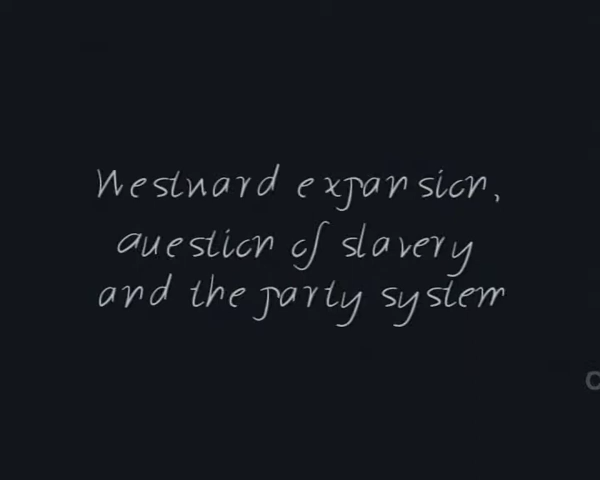 Westward expansion,
question of slavery
and the party system